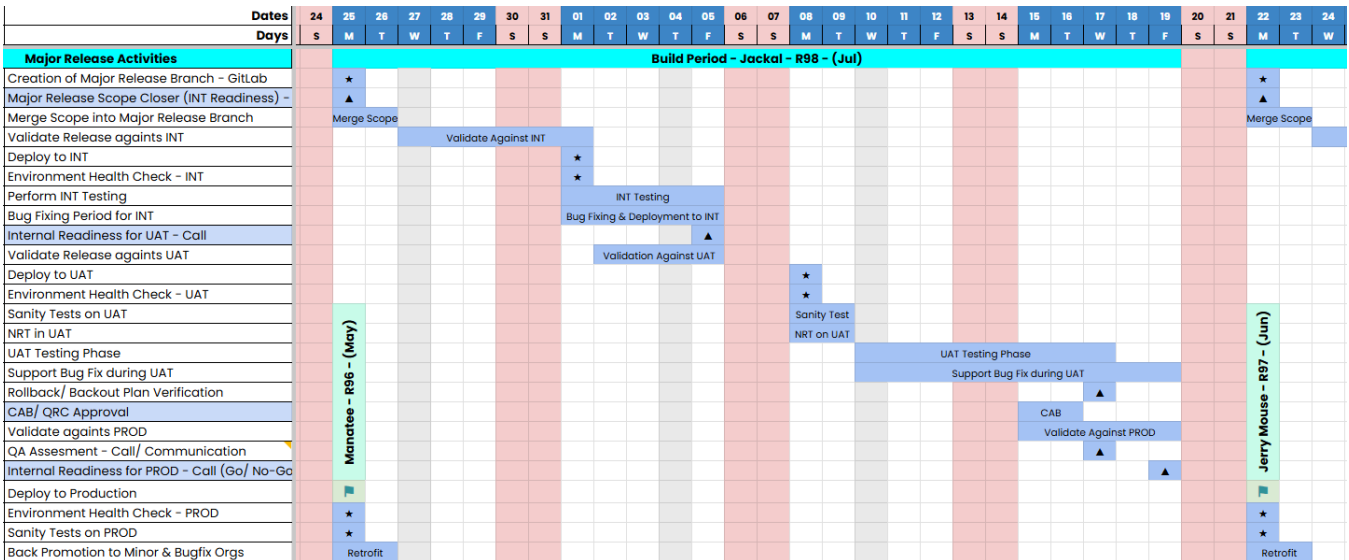 Dates 24 25 26 27 28 29 30 31 01 02 03 04 05 06 07 08 09 10 11 12 13 14 15 16 17 18 19 20 21 22 23 24
Days S M T W T F S S M T W T F S S M T W T F S S M T W T F S S M T W
Major Release Activities Build Period - Jackal - R98 - (Jul)
Creation of Major Release Branch - GitLab ★ ★
Major Release Scope Closer (INT Readiness) - ▲ ▲
Merge Scope into Major Release Branch Merge Scope Merge Scope
Validate Release againts INT Validate Against INT
Deploy to INT ★
Environment Health Check - INT ★
Perform INT Testing INT Testing
Bug Fixing Period for INT Bug Fixing & Deployment to INT
Internal Readiness for UAT - Call ▲
Validate Release againts UAT Validation Against UAT
Deploy to UAT ★
Environment Health Check - UAT ★
Sanity Tests on UAT Sanity Test
NRT in UAT NRT on UAT
UAT Testing Phase UAT Testing Phase
Support Bug Fix during UAT Support Bug Fix during UAT
Rollback/ Backout Plan Verification ▲
CAB/ QRC Approval CAB
Validate againts PROD Validate Against PROD
QA Assesment - Call/ Communication ▲
Internal Readiness for PROD - Call (Go/ No-Go ▲
Manatee - R96 - (May)
Jerry Mouse - R97 - (Jun)
Deploy to Production
Environment Health Check - PROD ★ ★
Sanity Tests on PROD ★ ★
Back Promotion to Minor & Bugfix Orgs Retrofit Retrofit